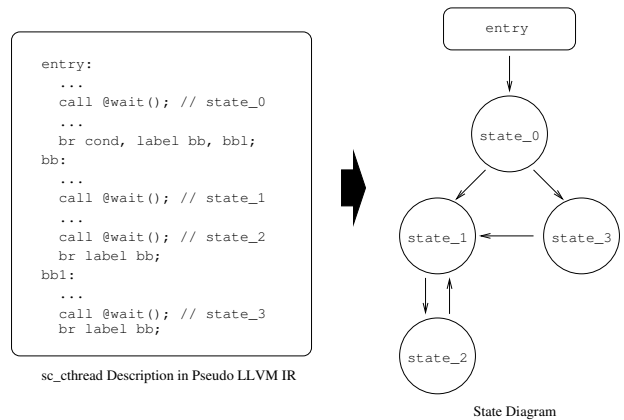 entry:
...
call @wait(); // state_0
...
br cond, label bb, bb1;
bb:
...
call @wait(); // state_1
...
call @wait(); // state_2
br label bb;
bb1:
...
call @wait(); // state_3
br label bb;
sc_cthread Description in Pseudo LLVM IR
entry
state_0
state_1
state_3
state_2
State Diagram